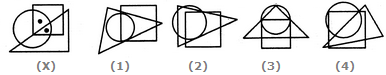 (X) (1) (2) (3) (4)